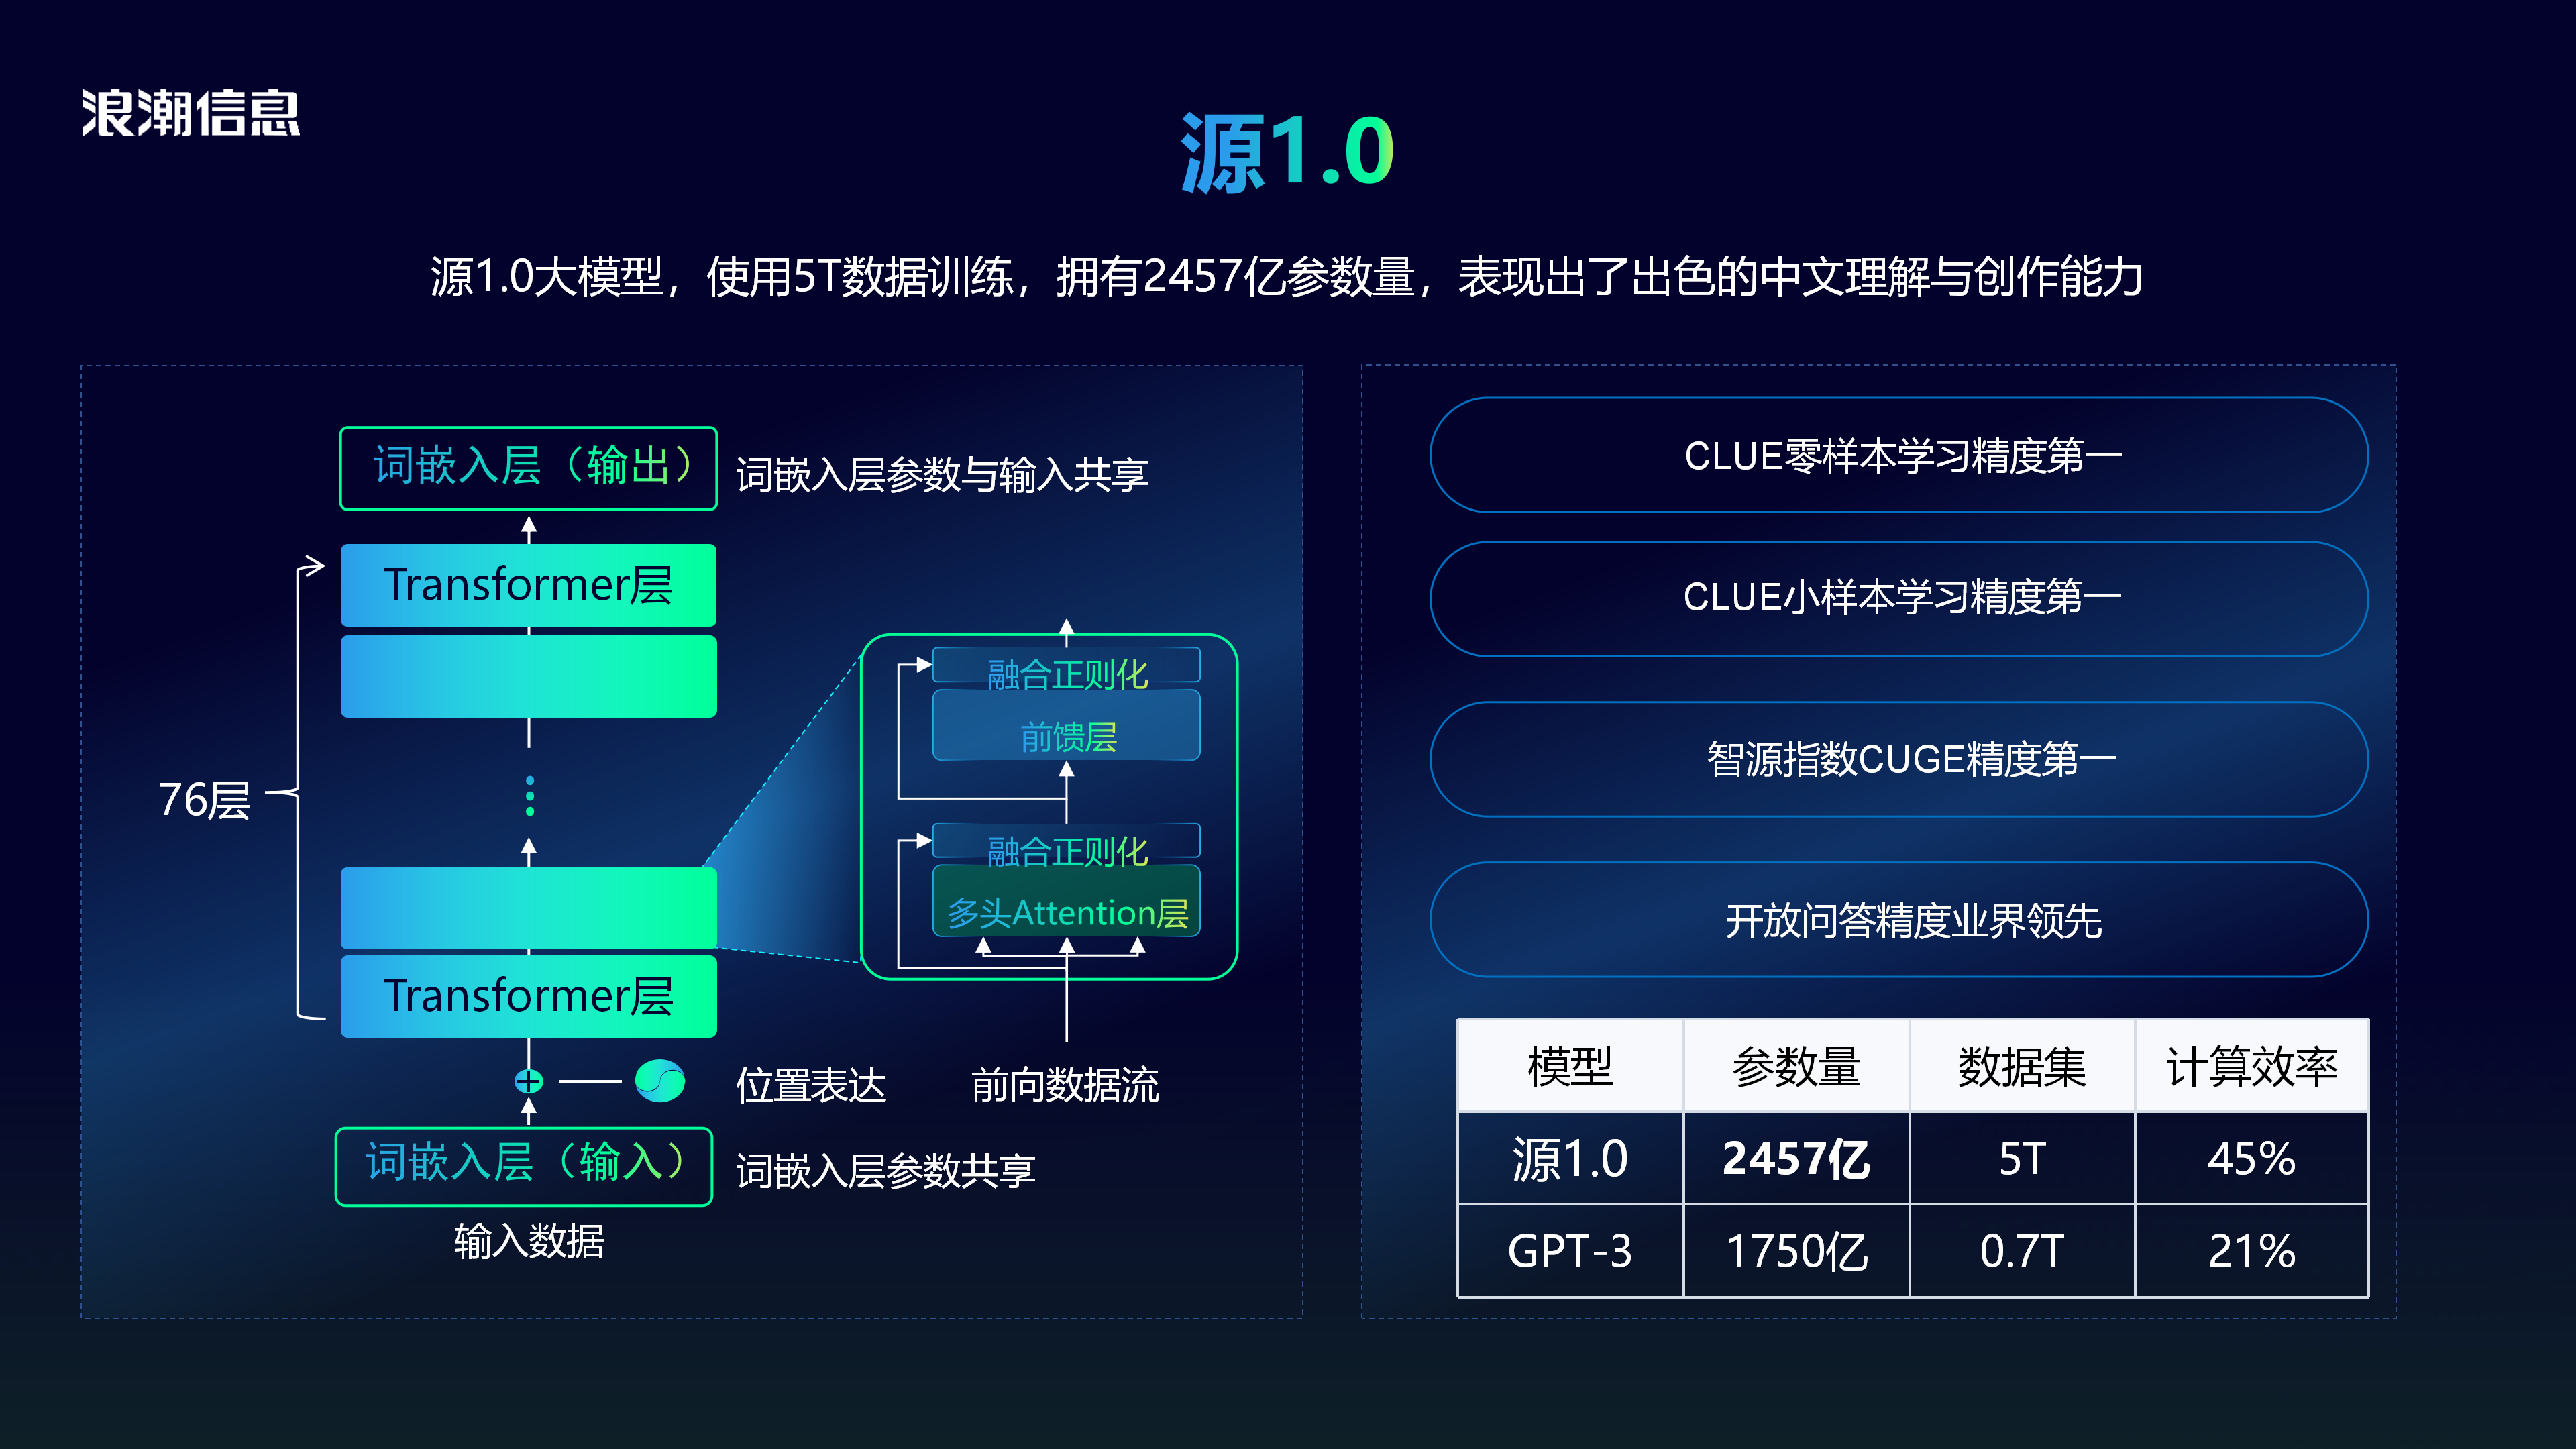 浪潮信息
源1.0
源1.0大模型，使用5T数据训练，拥有2457亿参数量，表现出了出色的中文理解与创作能力
词嵌入层（输出）
词嵌入层参数与输入共享
Transformer层
76层
Transformer层
融合正则化
前馈层
融合正则化
多头Attention层
位置表达
前向数据流
词嵌入层（输入）
词嵌入层参数共享
输入数据
CLUE零样本学习精度第一
CLUE小样本学习精度第一
智源指数CUGE精度第一
开放问答精度业界领先
模型 参数量 数据集 计算效率
源1.0 2457亿 5T 45%
GPT-3 1750亿 0.7T 21%